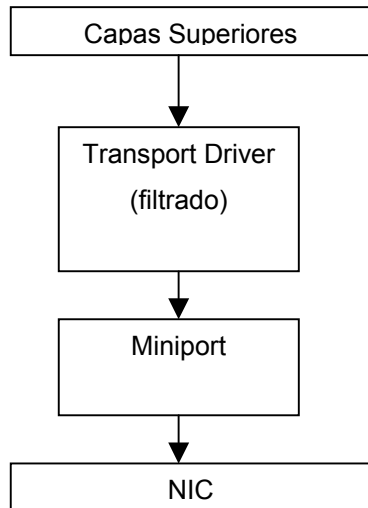 Capas Superiores
Transport Driver
(filtrado)
Miniport
NIC